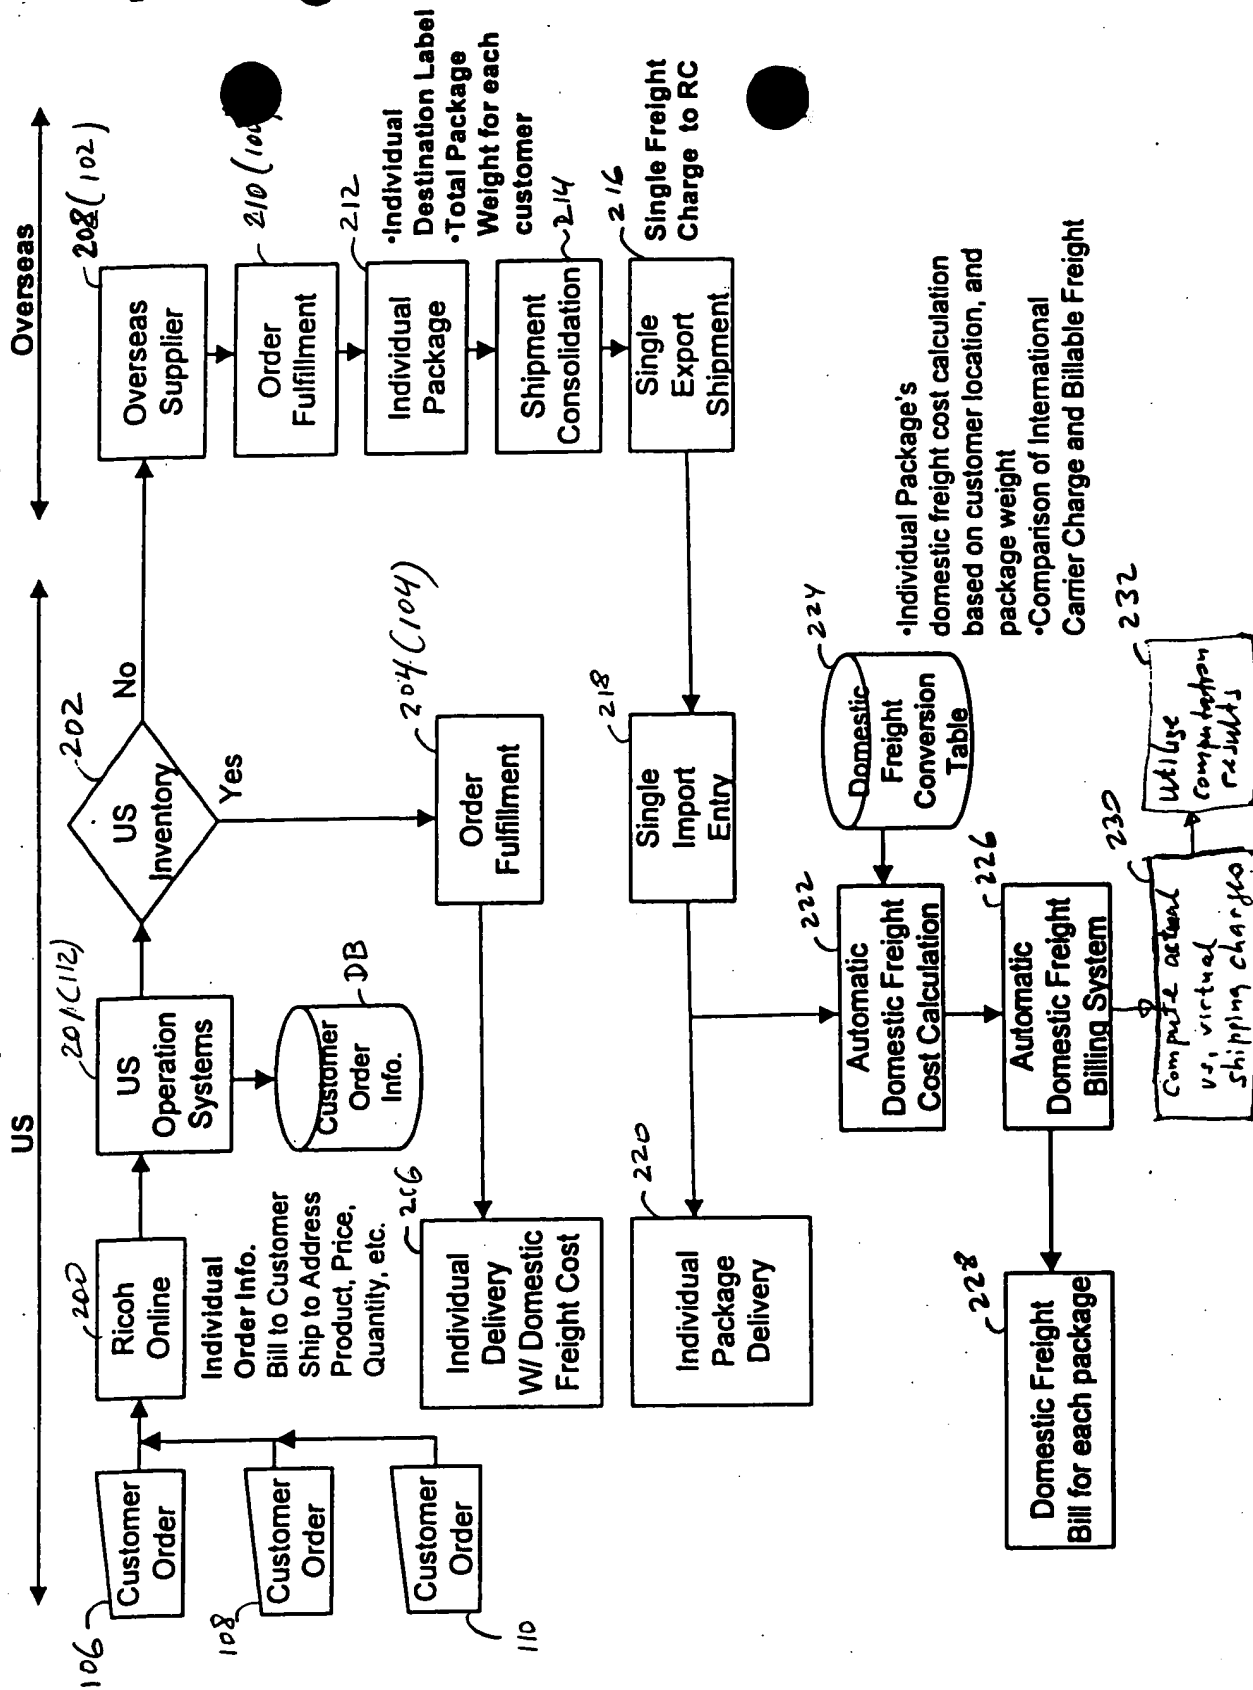 US
Overseas
106
Customer
Order
108
Customer
Order
110
Customer
Order
200
Ricoh
Online
Individual
Order Info.
Bill to Customer
Ship to Address
Product, Price,
Quantity, etc.
201(112)
US
Operation
Systems
DB
Customer
Order
Info.
202
US
Inventory
No
Yes
204(104)
Order
Fulfillment
206
Individual
Delivery
W/ Domestic
Freight Cost
208(102)
Overseas
Supplier
210
Order
Fulfillment
212
Individual
Package
•Individual
Destination Label
•Total Package
Weight for each
customer
214
Shipment
Consolidation
216
Single
Export
Shipment
Single Freight
Charge to RC
218
Single
Import
Entry
220
Individual
Package
Delivery
222
Automatic
Domestic Freight
Cost Calculation
224
Domestic
Freight
Conversion
Table
•Individual Package's
domestic freight cost calculation
based on customer location, and
package weight
•Comparison of International
Carrier Charge and Billable Freight
226
Automatic
Domestic Freight
Billing System
228
Domestic Freight
Bill for each package
230
Compute actual
vs. virtual
shipping charges
232
Utilize
computation
results